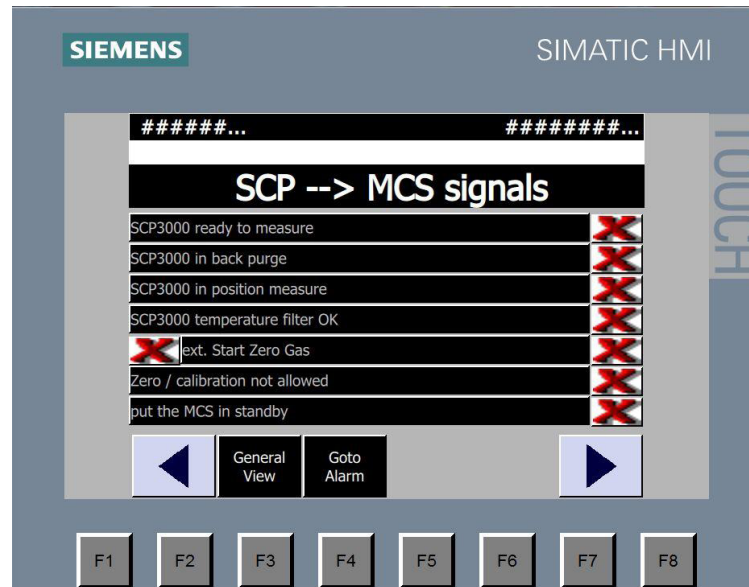 SIEMENS
SIMATIC HMI
TOUCH
######...
########...
SCP --> MCS signals
SCP3000 ready to measure
SCP3000 in back purge
SCP3000 in position measure
SCP3000 temperature filter OK
ext. Start Zero Gas
Zero / calibration not allowed
put the MCS in standby
General
View
Goto
Alarm
F1
F2
F3
F4
F5
F6
F7
F8